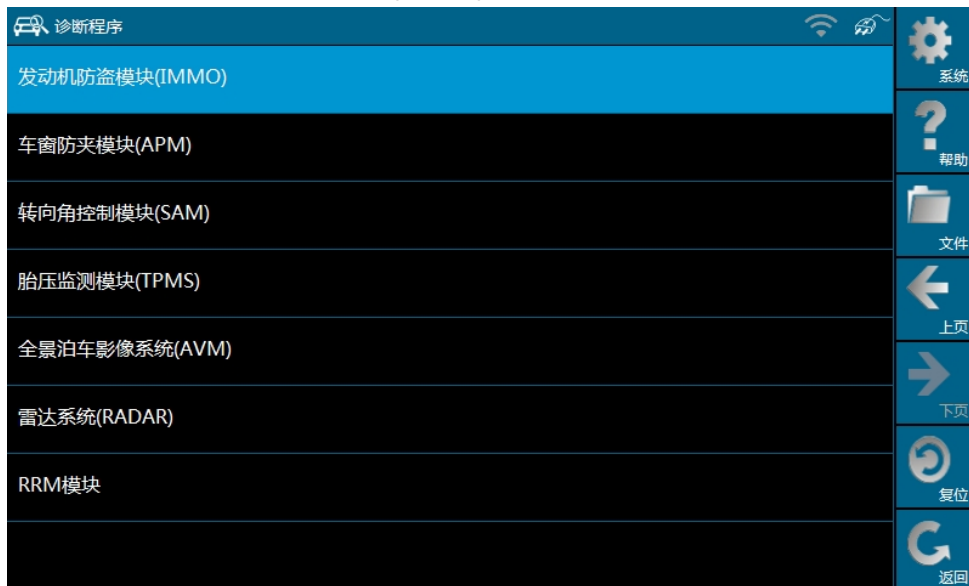 诊断程序
系统
发动机防盗模块(IMMO)
帮助
车窗防夹模块(APM)
转向角控制模块(SAM)
文件
胎压监测模块(TPMS)
上页
全景泊车影像系统(AVM)
下页
雷达系统(RADAR)
复位
RRM模块
返回